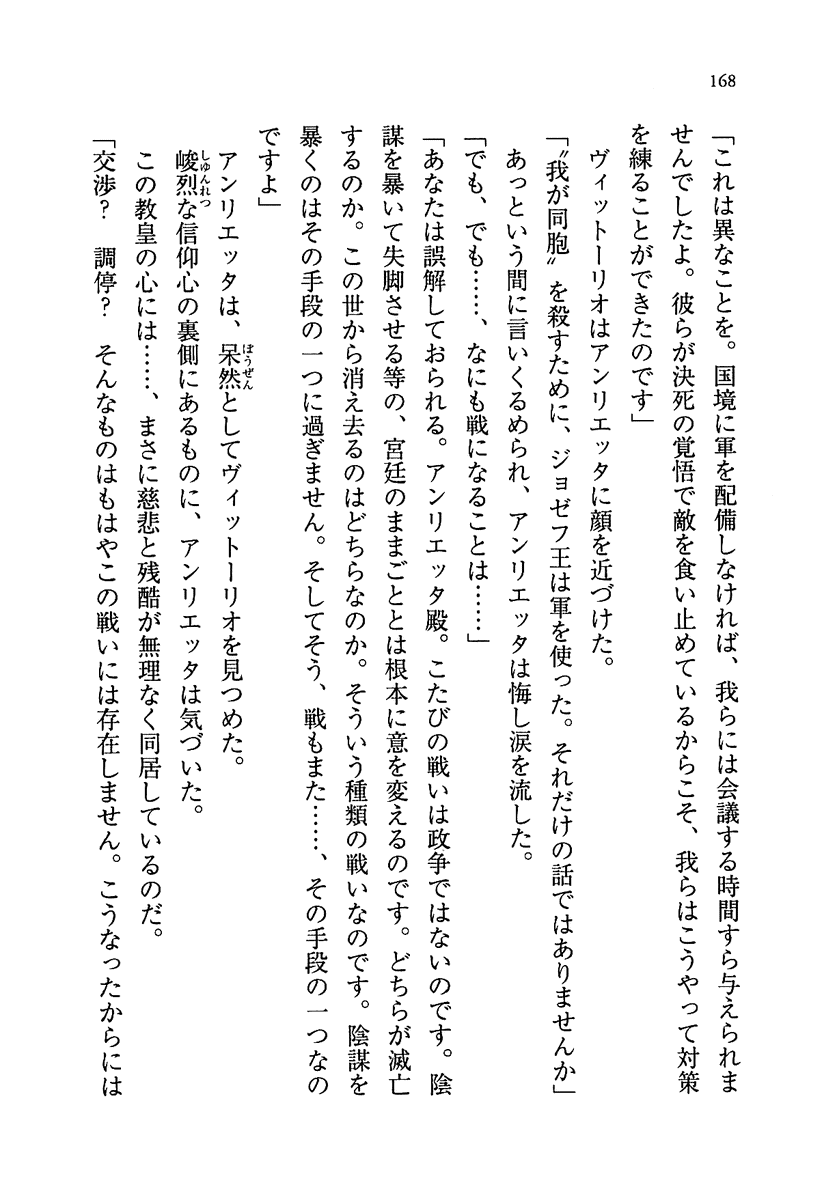 168
「これは異なことを。国境に軍を配備しなければ、我らには会議する時間すら与えられま
せんでしたよ。彼らが決死の覚悟で敵を食い止めているからこそ、我らはこうやって対策
を練ることができたのです」
ヴィットーリオはアンリエッタに顔を近づけた。
「〝我が同胞〟を殺すために、ジョゼフ王は軍を使った。それだけの話ではありませんか」
あっという間に言いくるめられ、アンリエッタは悔し涙を流した。
「でも、でも……、なにも戦になることは……」
「あなたは誤解しておられる。アンリエッタ殿。こたびの戦いは政争ではないのです。陰
謀を暴いて失脚させる等の、宮廷のままごととは根本に意を変えるのです。どちらが滅亡
するのか。この世から消え去るのはどちらなのか。そういう種類の戦いなのです。陰謀を
暴くのはその手段の一つに過ぎません。そしてそう、戦もまた……、その手段の一つなの
ですよ」
アンリエッタは、呆然としてヴィットーリオを見つめた。
峻烈な信仰心の裏側にあるものに、アンリエッタは気づいた。
この教皇の心には……、まさに慈悲と残酷が無理なく同居しているのだ。
「交渉？　調停？　そんなものはもはやこの戦いには存在しません。こうなったからには